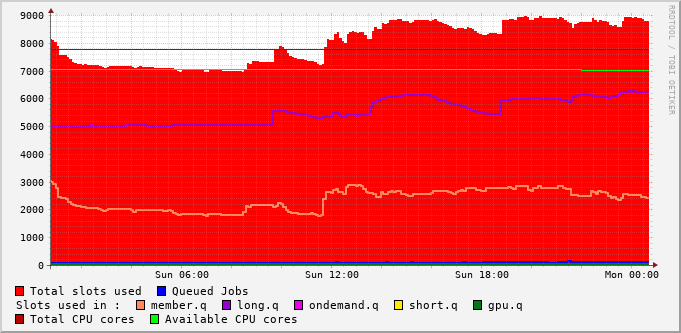 9000
8000
7000
6000
5000
4000
3000
2000
1000
0
Sun 06:00 Sun 12:00 Sun 18:00 Mon 00:00
Total slots used Queued Jobs
Slots used in : member.q long.q ondemand.q short.q gpu.q
Total CPU cores Available CPU cores
RRDTOOL / TOBI OETIKER